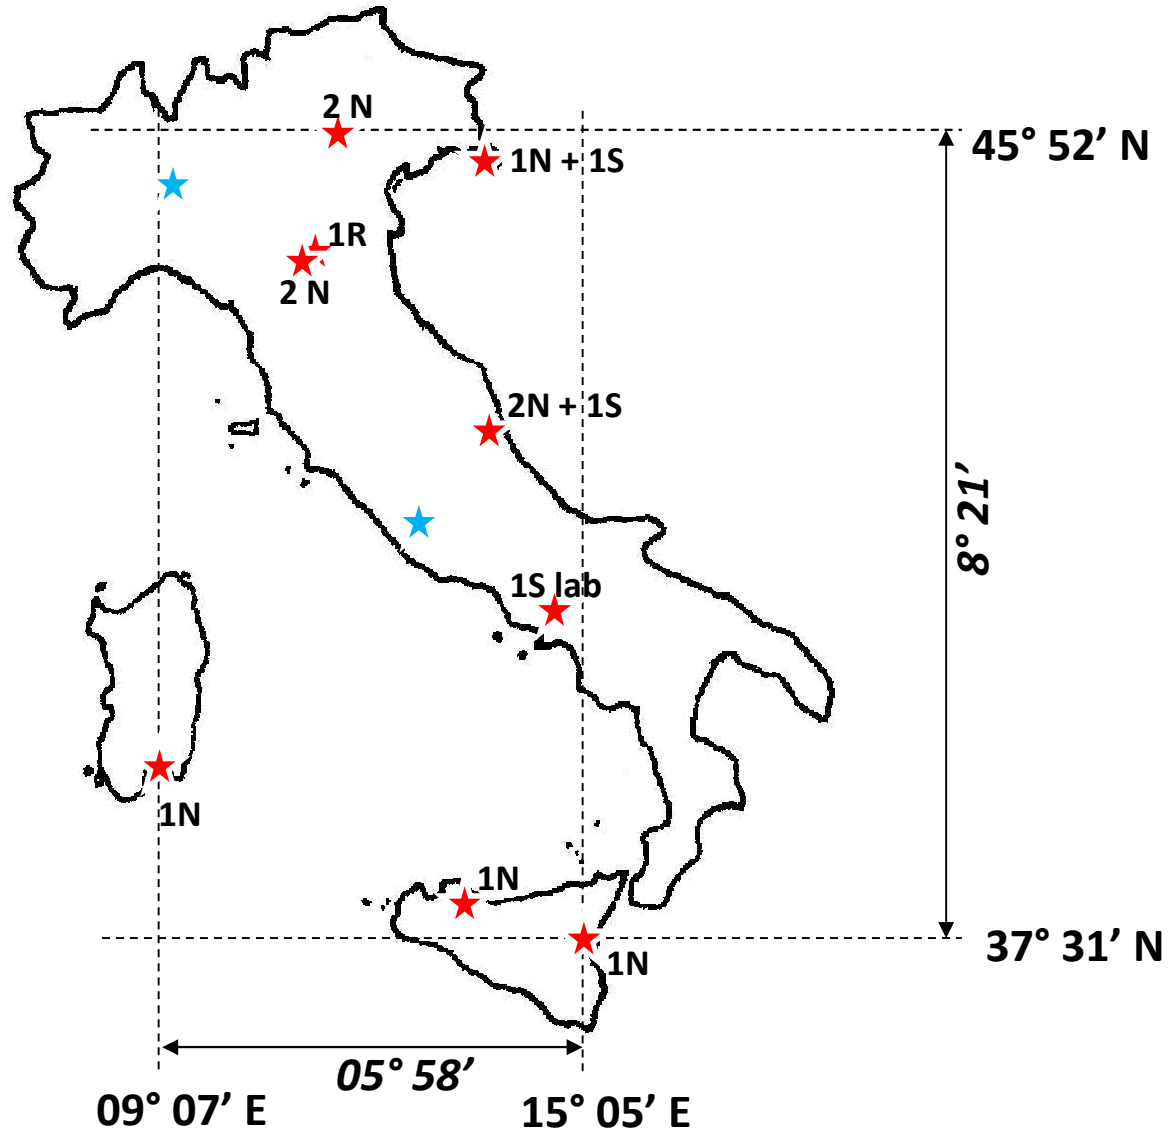 2 N
45° 52’ N
1N + 1S
1R
2 N
2N + 1S
8° 21’
1S lab
1N
1N
37° 31’ N
1N
05° 58’
09° 07’ E
15° 05’ E